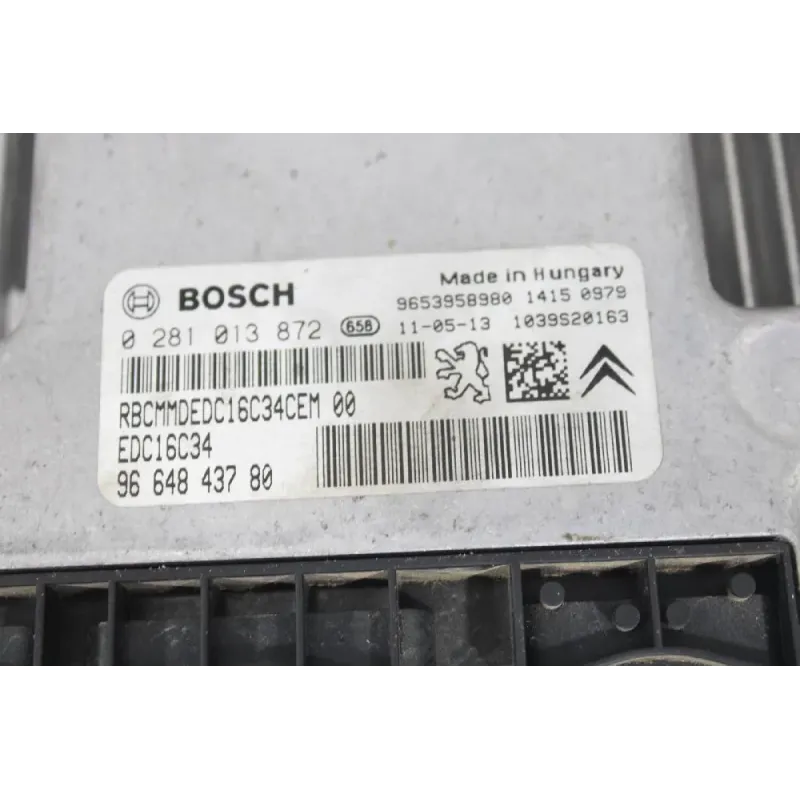 BOSCH
Made in Hungary
9653958980 1415 0979
0 281 013 872 658 11-05-13 1039S20163
RBCMMDEDC16C34CEM 00
EDC16C34
96 648 437 80